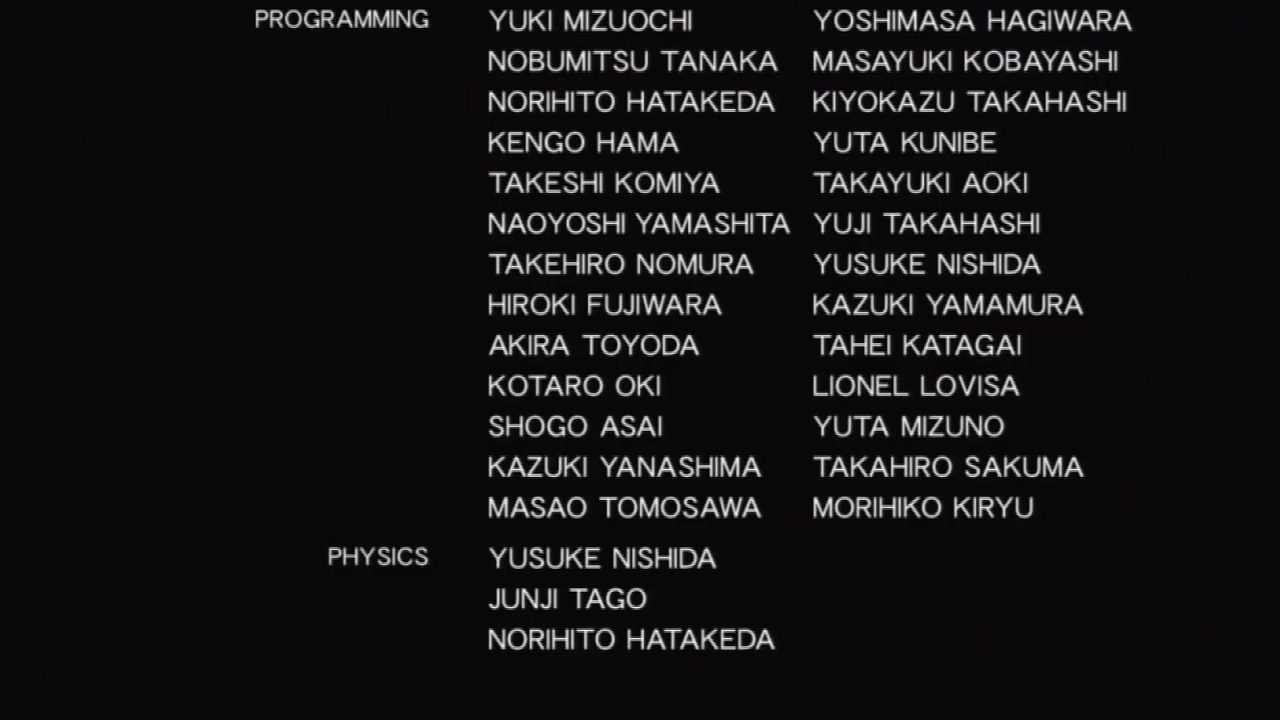 PROGRAMMING YUKI MIZUOCHI YOSHIMASA HAGIWARA
NOBUMITSU TANAKA MASAYUKI KOBAYASHI
NORIHITO HATAKEDA KIYOKAZU TAKAHASHI
KENGO HAMA YUTA KUNIBE
TAKESHI KOMIYA TAKAYUKI AOKI
NAOYOSHI YAMASHITA YUJI TAKAHASHI
TAKEHIRO NOMURA YUSUKE NISHIDA
HIROKI FUJIWARA KAZUKI YAMAMURA
AKIRA TOYODA TAHEI KATAGAI
KOTARO OKI LIONEL LOVISA
SHOGO ASAI YUTA MIZUNO
KAZUKI YANASHIMA TAKAHIRO SAKUMA
MASAO TOMOSAWA MORIHIKO KIRYU
PHYSICS YUSUKE NISHIDA
JUNJI TAGO
NORIHITO HATAKEDA